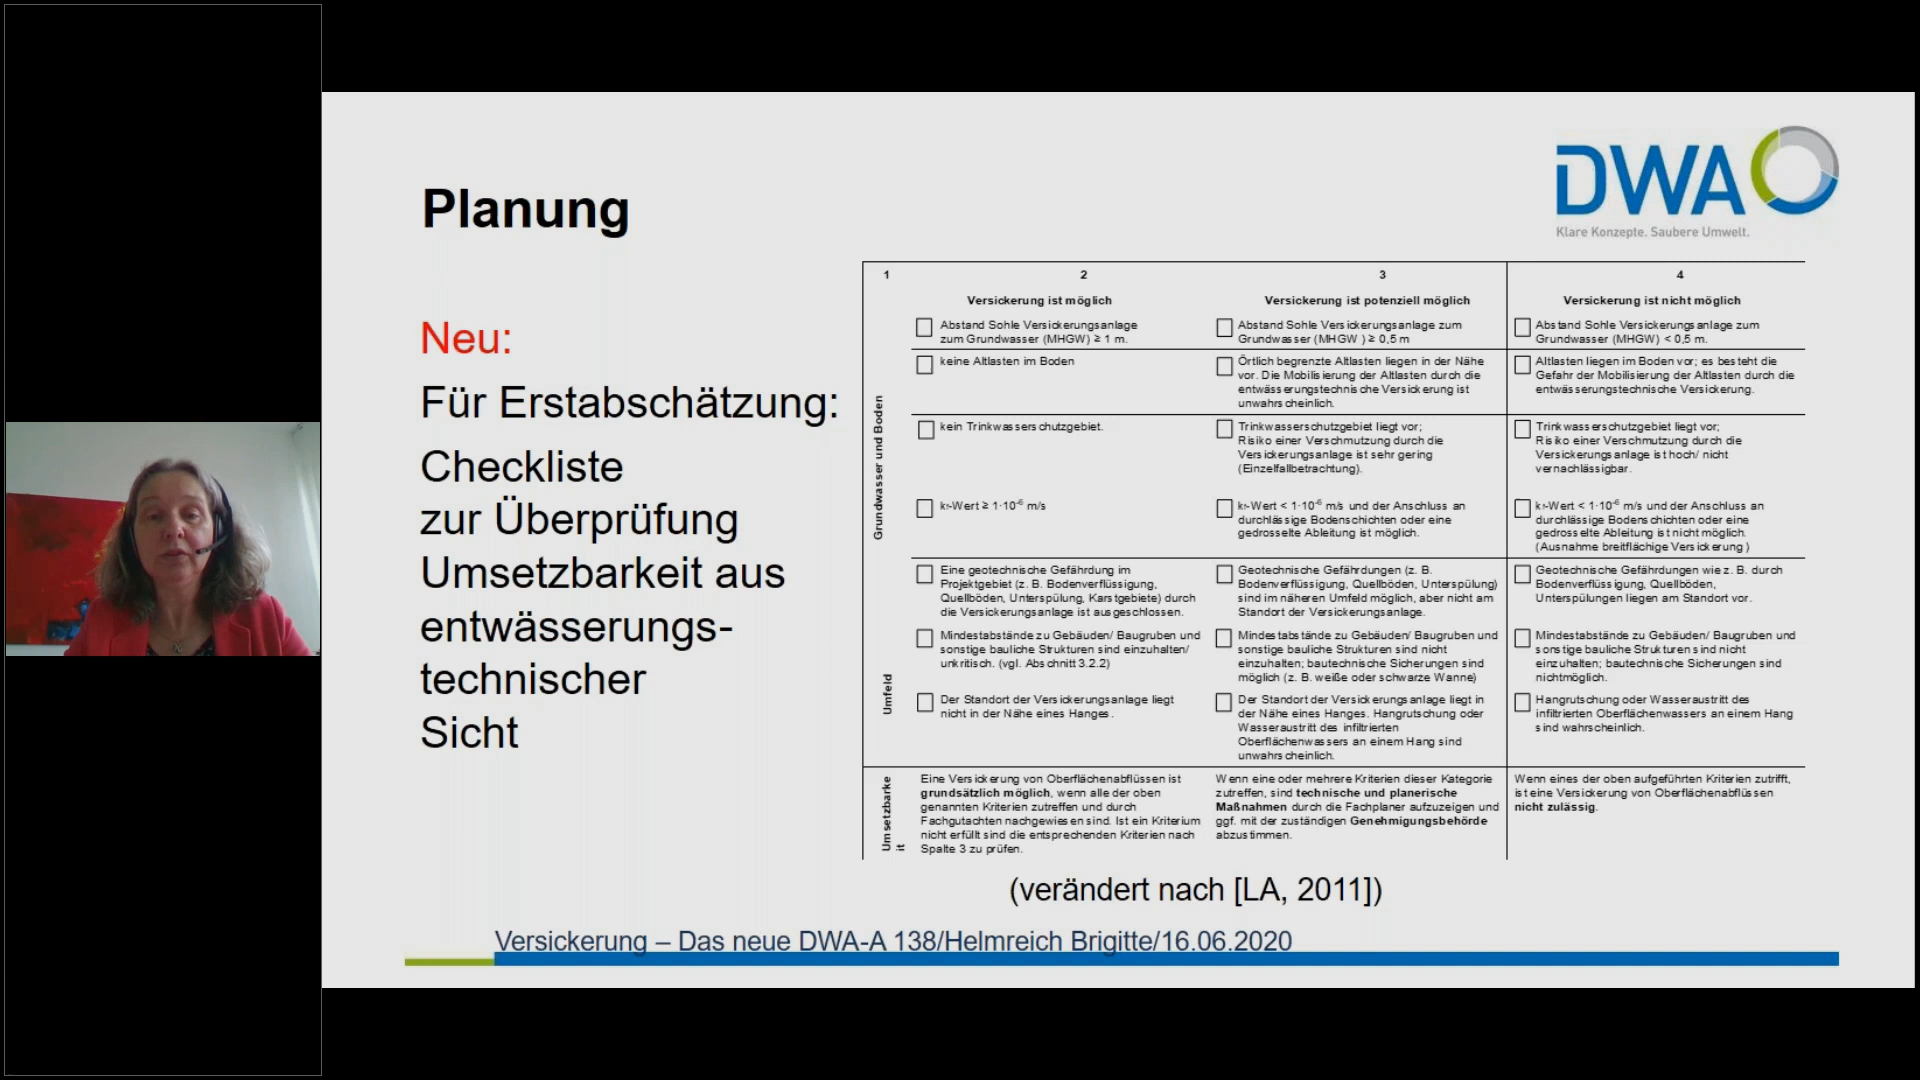 DWA
Klare Konzepte. Saubere Umwelt.
Planung
Neu:
Für Erstabschätzung:
Checkliste
zur Überprüfung
Umsetzbarkeit aus
entwässerungs-
technischer
Sicht
1
2
3
4
Versickerung ist möglich
Versickerung ist potenziell möglich
Versickerung ist nicht möglich
Grundwasser und Boden
Abstand Sohle Versickerungsanlage
zum Grundwasser (MHGW) ≥ 1 m.
Abstand Sohle Versickerungsanlage zum
Grundwasser (MHGW ) ≥ 0,5 m
Abstand Sohle Versickerungsanlage zum
Grundwasser (MHGW) < 0,5 m.
keine Altlasten im Boden
Örtlich begrenzte Altlasten liegen in der Nähe
vor. Die Mobilisierung der Altlasten durch die
entwässerungstechnische Versickerung ist
unwahrscheinlich.
Altlasten liegen im Boden vor; es besteht die
Gefahr der Mobilisierung der Altlasten durch die
entwässerungstechnische Versickerung.
kein Trinkwasserschutzgebiet.
Trinkwasserschutzgebiet liegt vor;
Risiko einer Verschmutzung durch die
Versickerungsanlage ist sehr gering
(Einzelfallbetrachtung).
Trinkwasserschutzgebiet liegt vor;
Risiko einer Verschmutzung durch die
Versickerungsanlage ist hoch/ nicht
vernachlässigbar.
kf-Wert ≥ 1·10⁻⁶ m/s
kf-Wert < 1·10⁻⁶ m/s und der Anschluss an
durchlässige Bodenschichten oder eine
gedrosselte Ableitung ist möglich.
kf-Wert < 1·10⁻⁶ m/s und der Anschluss an
durchlässige Bodenschichten oder eine
gedrosselte Ableitung ist nicht möglich.
(Ausnahme breitflächige Versickerung )
Umfeld
Eine geotechnische Gefährdung im
Projektgebiet (z. B. Bodenverflüssigung,
Quellböden, Unterspülung, Karstgebiete) durch
die Versickerungsanlage ist ausgeschlossen.
Geotechnische Gefährdungen (z. B.
Bodenverflüssigung, Quellböden, Unterspülung)
sind im näheren Umfeld möglich, aber nicht am
Standort der Versickerungsanlage.
Geotechnische Gefährdungen wie z. B. durch
Bodenverflüssigung, Quellböden,
Unterspülungen liegen am Standort vor.
Mindestabstände zu Gebäuden/ Baugruben und
sonstige bauliche Strukturen sind einzuhalten/
unkritisch. (vgl. Abschnitt 3.2.2)
Mindestabstände zu Gebäuden/ Baugruben und
sonstige bauliche Strukturen sind nicht
einzuhalten; bautechnische Sicherungen sind
möglich (z. B. weiße oder schwarze Wanne)
Mindestabstände zu Gebäuden/ Baugruben und
sonstige bauliche Strukturen sind nicht
einzuhalten; bautechnische Sicherungen sind
nichtmöglich.
Der Standort der Versickerungsanlage liegt
nicht in der Nähe eines Hanges.
Der Standort der Versickerungsanlage liegt in
der Nähe eines Hanges. Hangrutschung oder
Wasseraustritt des infiltrierten
Oberflächenwassers an einem Hang sind
unwahrscheinlich.
Hangrutschung oder Wasseraustritt des
infiltrierten Oberflächenwassers an einem Hang
sind wahrscheinlich.
Umsetzbarke
it
Eine Versickerung von Oberflächenabflüssen ist
grundsätzlich möglich, wenn alle der oben
genannten Kriterien zutreffen und durch
Fachgutachten nachgewiesen sind. Ist ein Kriterium
nicht erfüllt sind die entsprechenden Kriterien nach
Spalte 3 zu prüfen.
Wenn eine oder mehrere Kriterien dieser Kategorie
zutreffen, sind technische und planerische
Maßnahmen durch die Fachplaner aufzuzeigen und
ggf. mit der zuständigen Genehmigungsbehörde
abzustimmen.
Wenn eines der oben aufgeführten Kriterien zutrifft,
ist eine Versickerung von Oberflächenabflüssen
nicht zulässig.
(verändert nach [LA, 2011])
Versickerung – Das neue DWA-A 138/Helmreich Brigitte/16.06.2020